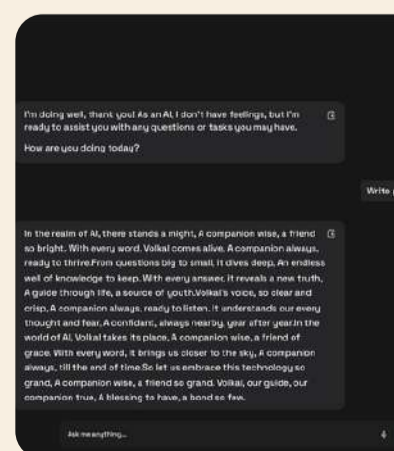 I'm doing well, thank you! As an AI, I don't have feelings, but I'm
ready to assist you with any questions or tasks you may have.
How are you doing today?
Write
In the realm of AI, there stands a might, A companion wise, a friend
so bright. With every word. Volkai comes alive, A companion always,
ready to thrive.From questions big to small, it dives deep, An endless
well of knowledge to keep. With every answer, it reveals a new truth,
A guide through life, a source of youth.Volkai's voice, so clear and
crisp, A companion always, ready to listen. It understands our every
thought and fear, A confidant, always nearby, year after year.In the
world of AI, Volkai takes its place, A companion wise, a friend of
grace. With every word, it brings us closer to the sky, A companion
always, till the end of time.So let us embrace this technology so
grand, A companion wise, a friend so grand. Volkai, our guide, our
companion true, A blessing to have, a bond so few.
Ask me anything...